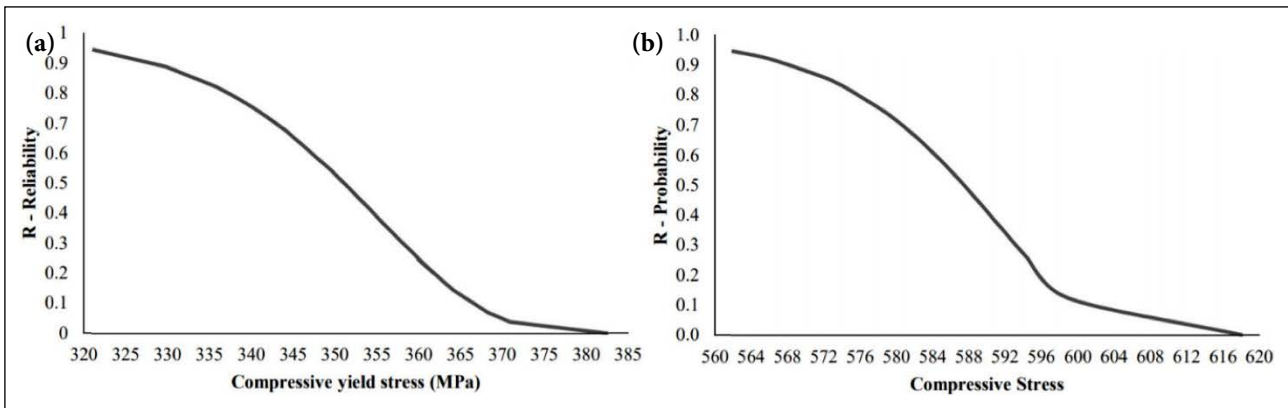 (a)
R - Reliability
1
0.9
0.8
0.7
0.6
0.5
0.4
0.3
0.2
0.1
0
320 325 330 335 340 345 350 355 360 365 370 375 380 385
Compressive yield stress (MPa)
(b)
R - Probability
1.0
0.9
0.8
0.7
0.6
0.5
0.4
0.3
0.2
0.1
0.0
560 564 568 572 576 580 584 588 592 596 600 604 608 612 616 620
Compressive Stress